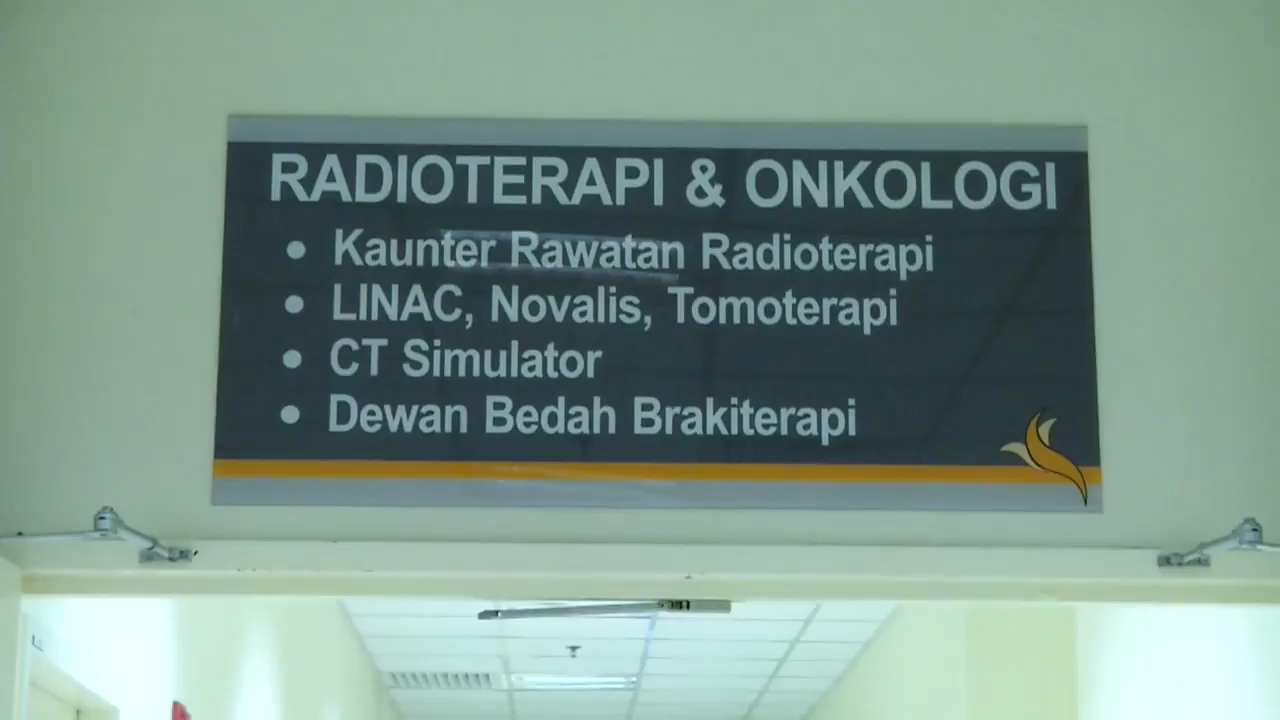 RADIOTERAPI & ONKOLOGI
• Kaunter Rawatan Radioterapi
• LINAC, Novalis, Tomoterapi
• CT Simulator
• Dewan Bedah Brakiterapi